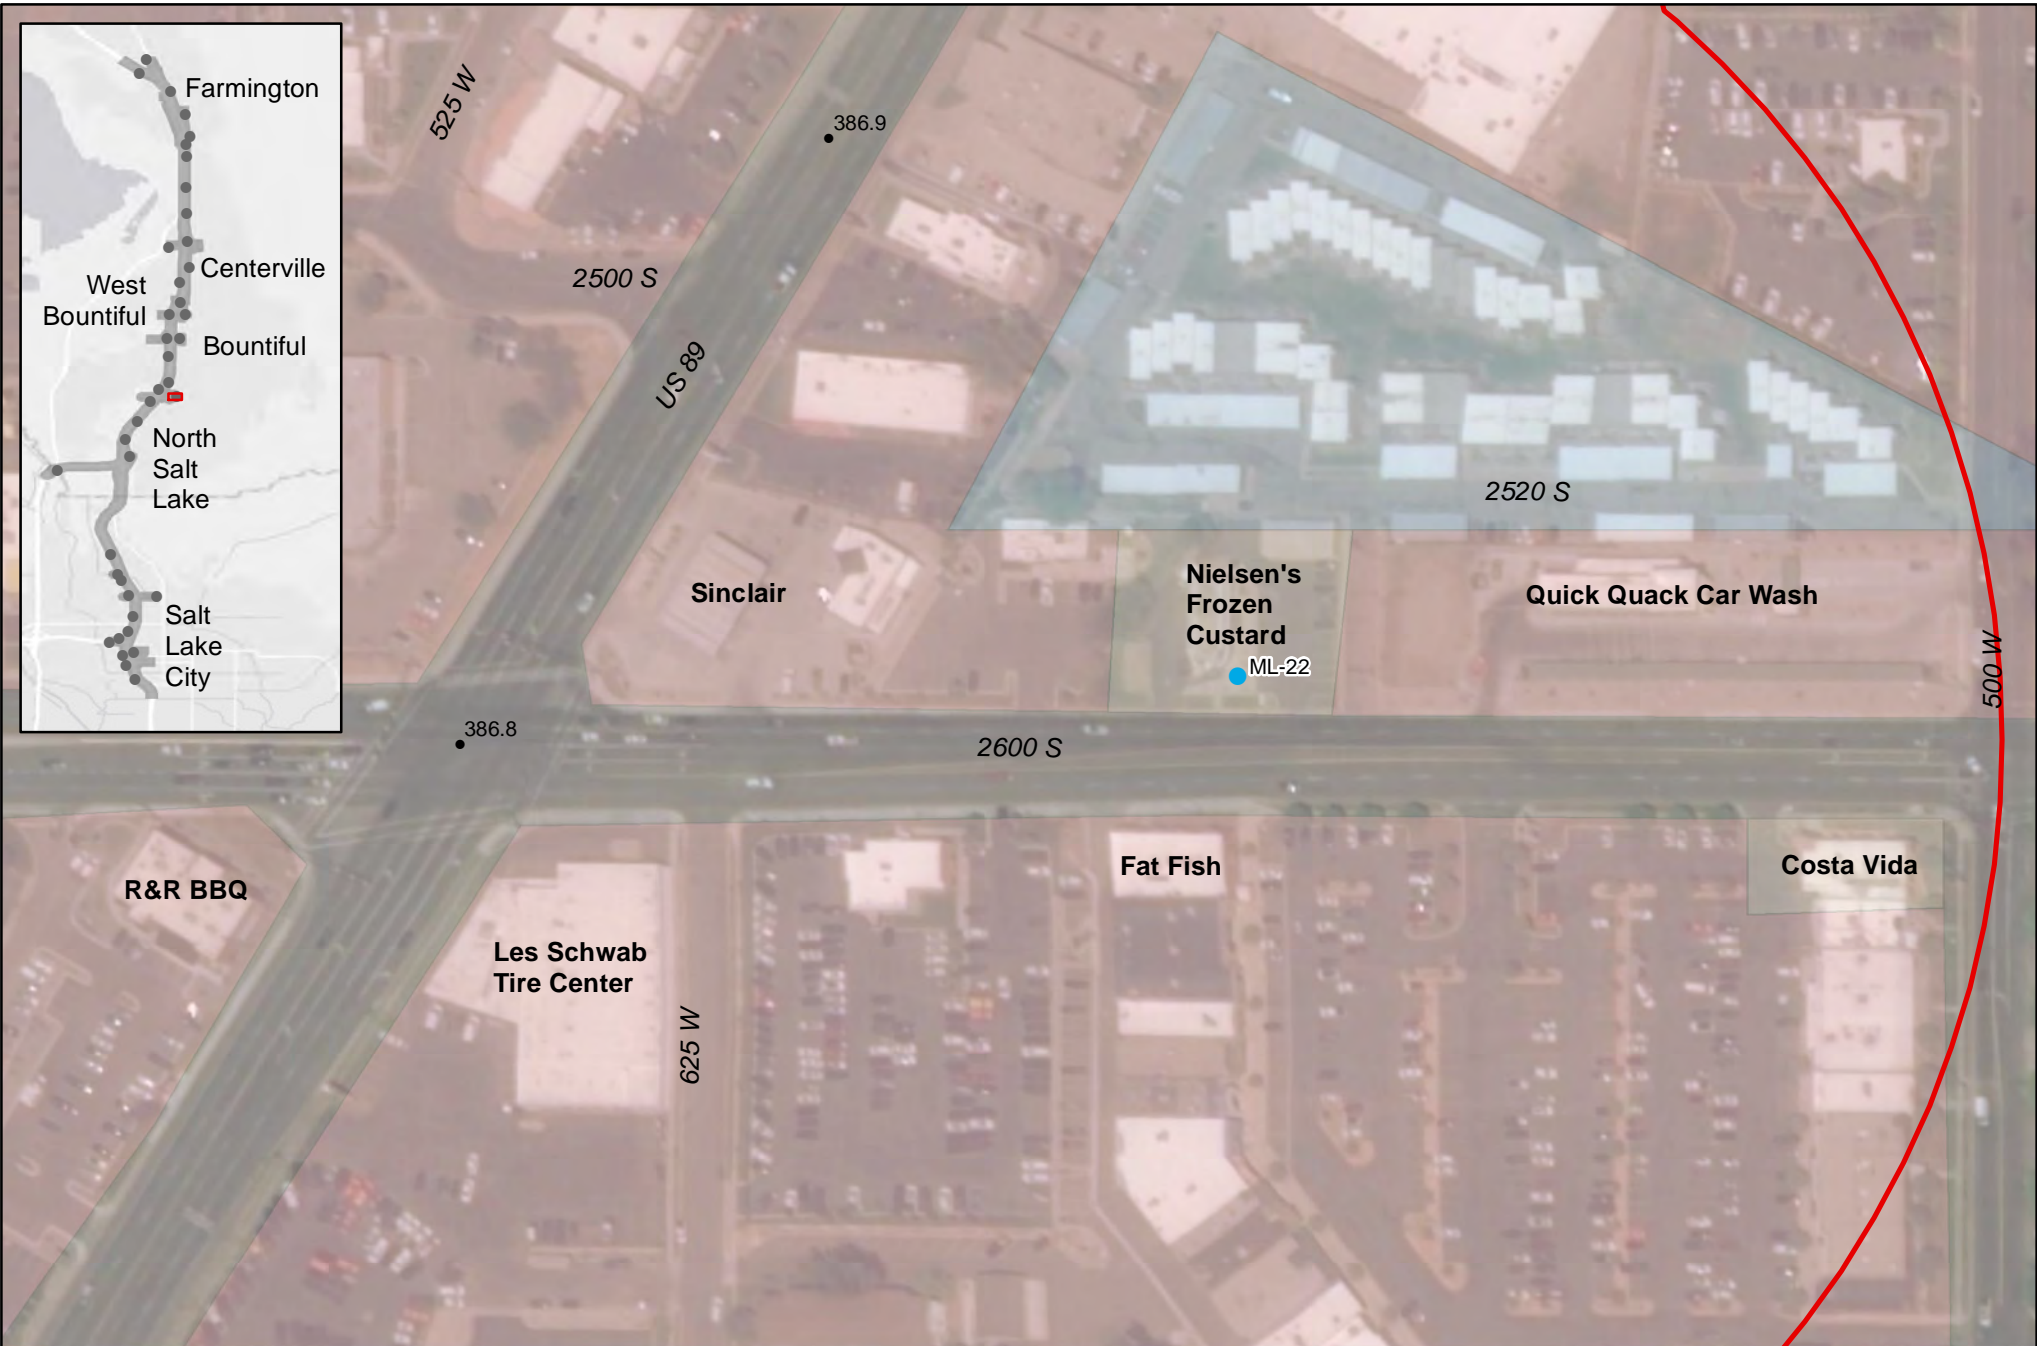 Farmington
Centerville
West
Bountiful
Bountiful
North
Salt
Lake
Salt
Lake
City
525 W
386.9
2500 S
US 89
2520 S
Sinclair
Nielsen's
Frozen
Custard
ML-22
Quick Quack Car Wash
500 W
386.8
2600 S
R&R BBQ
Les Schwab
Tire Center
625 W
Fat Fish
Costa Vida